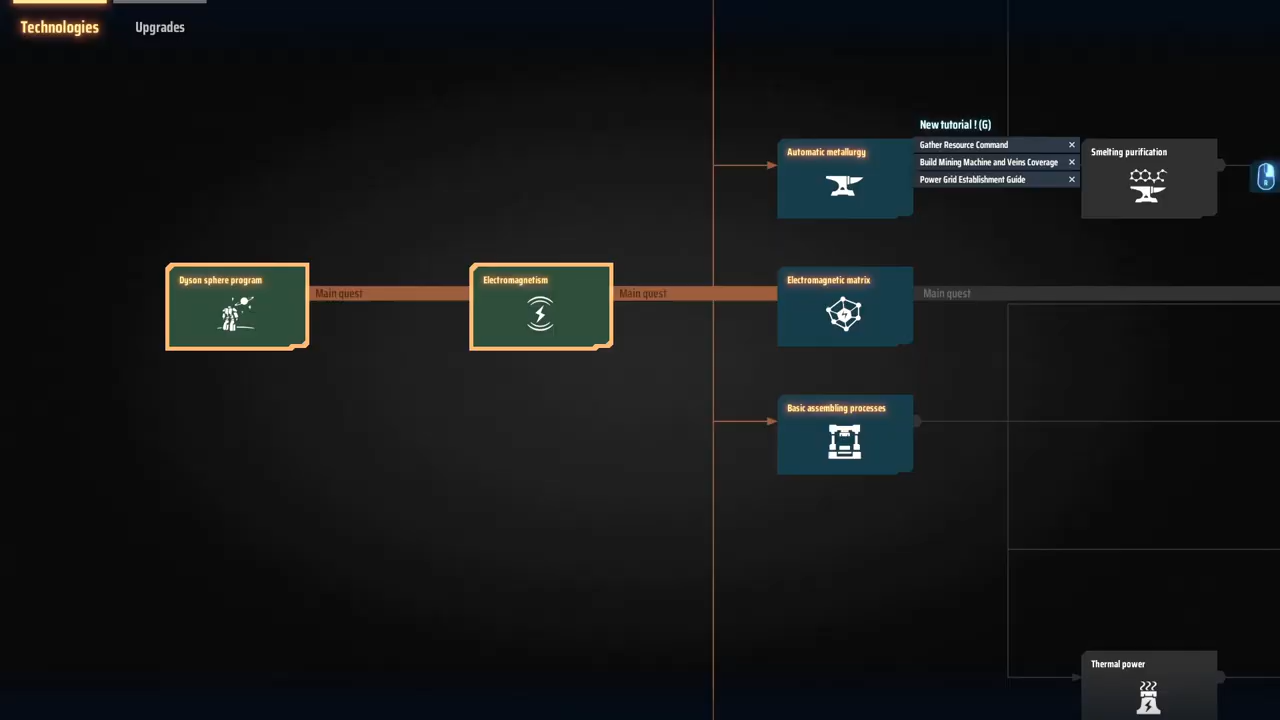 Technologies
Upgrades
New tutorial ! (G)
Automatic metallurgy
Gather Resource Command
Build Mining Machine and Veins Coverage
Power Grid Establishment Guide
Smelting purification
Dyson sphere program
Main quest
Electromagnetism
Main quest
Electromagnetic matrix
Main quest
Basic assembling processes
Thermal power